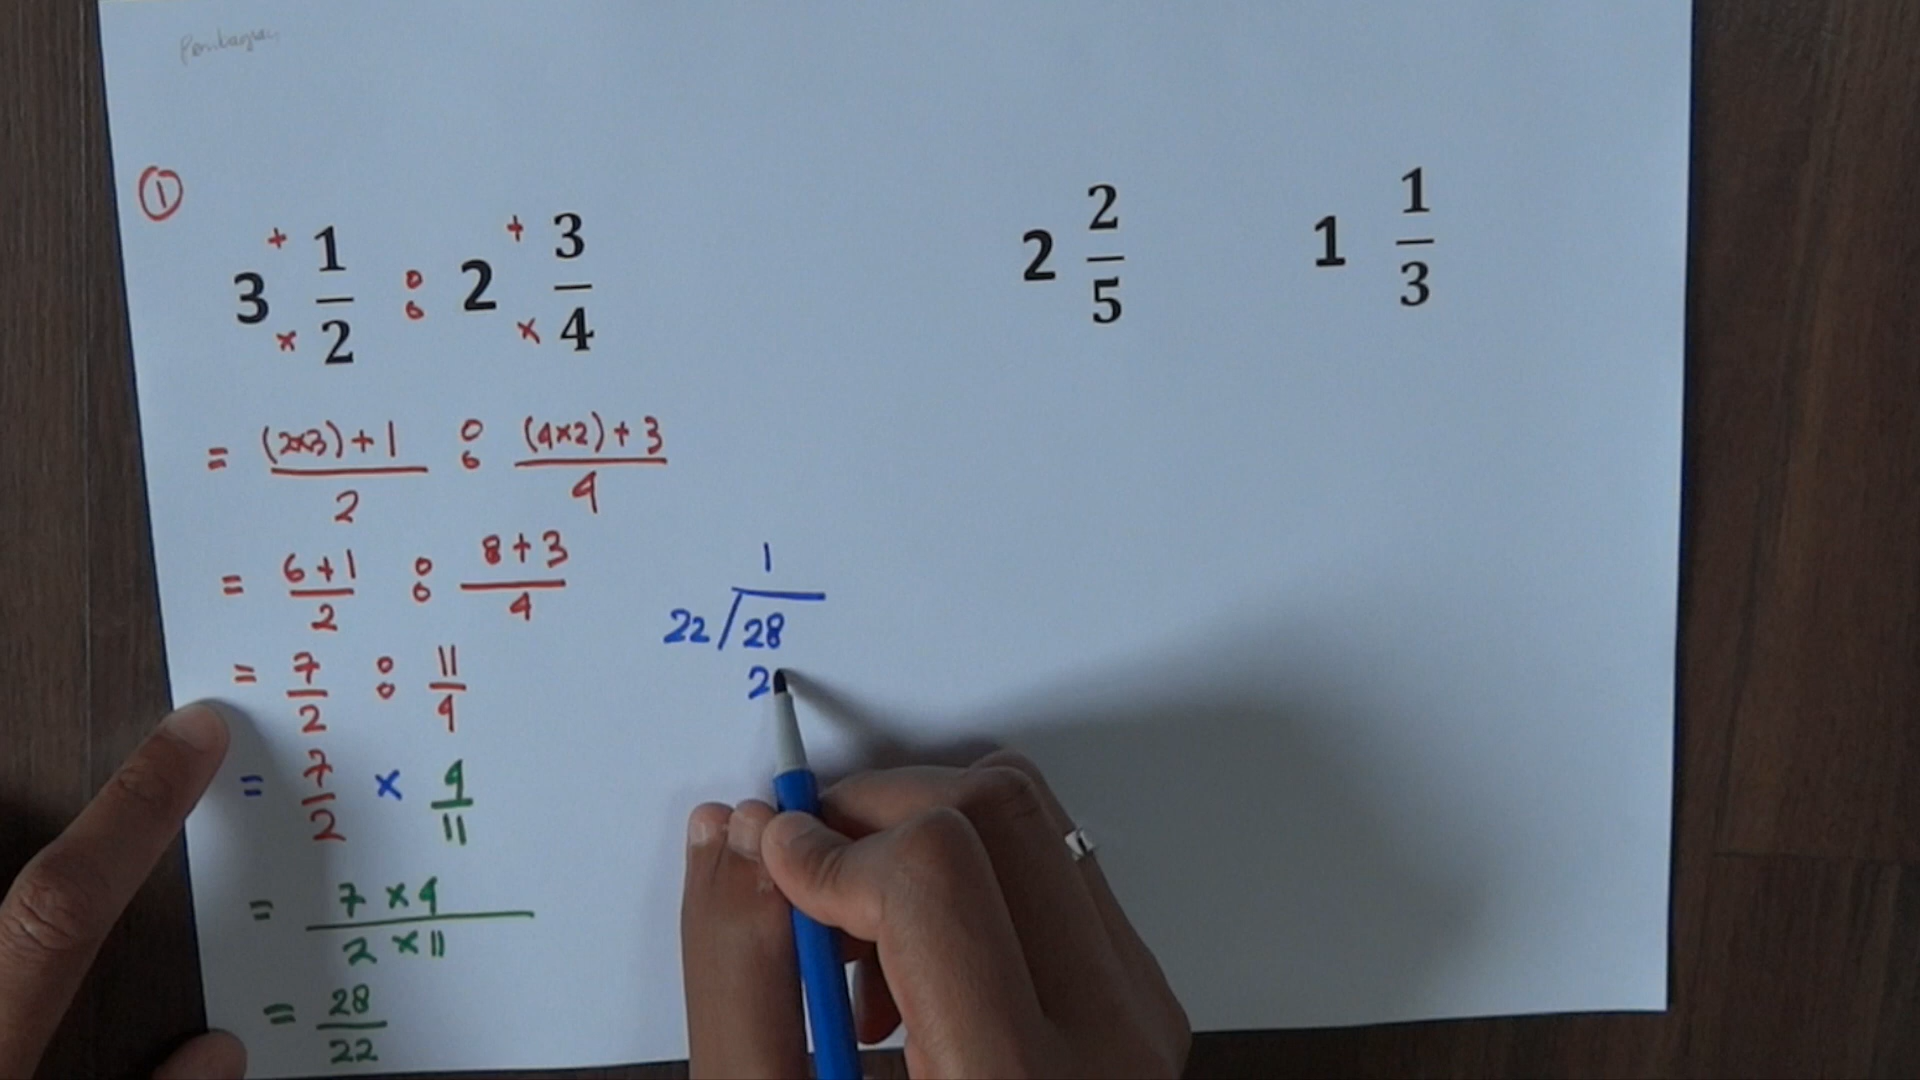 Pembagian
①
3 + × 1/2 : 2 + × 3/4
= (2×3)+1/2 : (4×2)+3/4
= 6+1/2 : 8+3/4
= 7/2 : 11/4
= 7/2 × 4/11
= 7×4/2×11
= 28/22
1
22/28
2
2 2/5
1 1/3